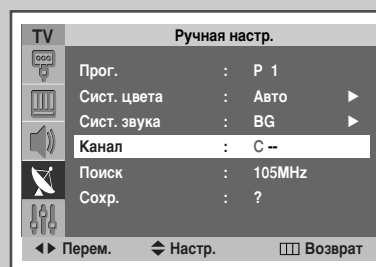 TV Ручная настр.
Прог. : P 1
Сист. цвета : Авто ▶
Сист. звука : BG ▶
Канал : C --
Поиск : 105MHz
Сохр. : ?
◀▶ Перем. Настр. Возврат